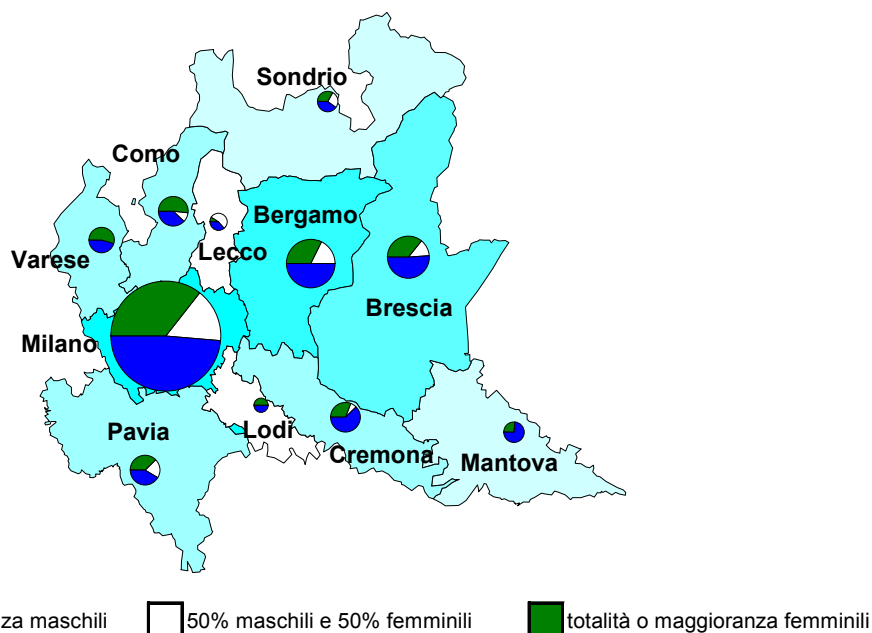 Sondrio
Como
Bergamo
Varese
Lecco
Brescia
Milano
Pavia
Lodi
Cremona
Mantova
za maschili 50% maschili e 50% femminili totalità o maggioranza femminili